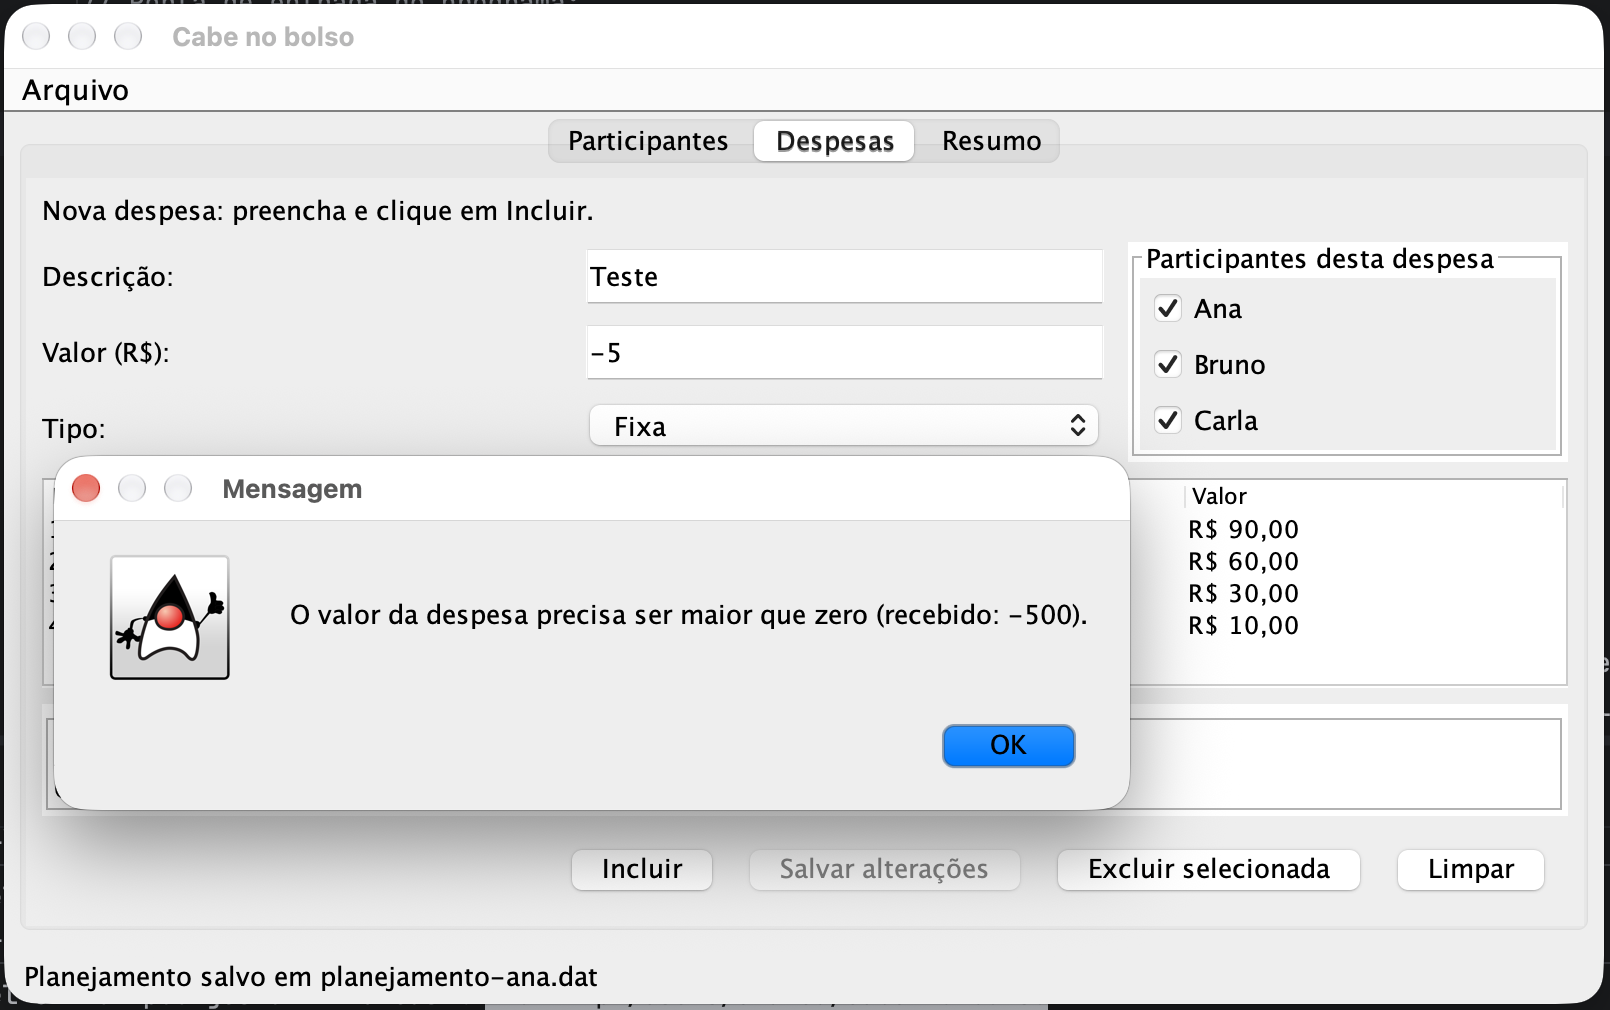 Cabe no bolso
Arquivo
Participantes
Despesas
Resumo
Nova despesa: preencha e clique em Incluir.
Descrição:
Teste
Valor (R$):
-5
Tipo:
Fixa
Participantes desta despesa
Ana
Bruno
Carla
Valor
R$ 90,00
R$ 60,00
R$ 30,00
R$ 10,00
Mensagem
O valor da despesa precisa ser maior que zero (recebido: -500).
OK
Incluir
Salvar alterações
Excluir selecionada
Limpar
Planejamento salvo em planejamento-ana.dat